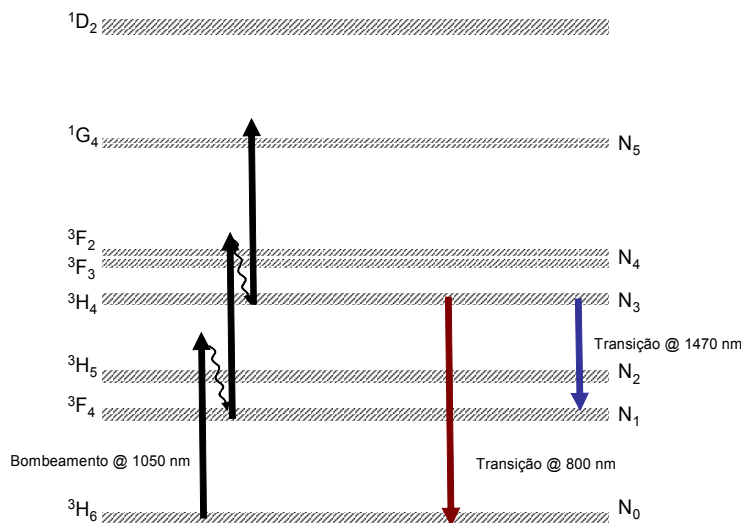 ¹D₂
¹G₄ N₅
³F₂ N₄
³F₃
³H₄ N₃
Transição @ 1470 nm
³H₅ N₂
³F₄ N₁
Bombeamento @ 1050 nm Transição @ 800 nm
³H₆ N₀